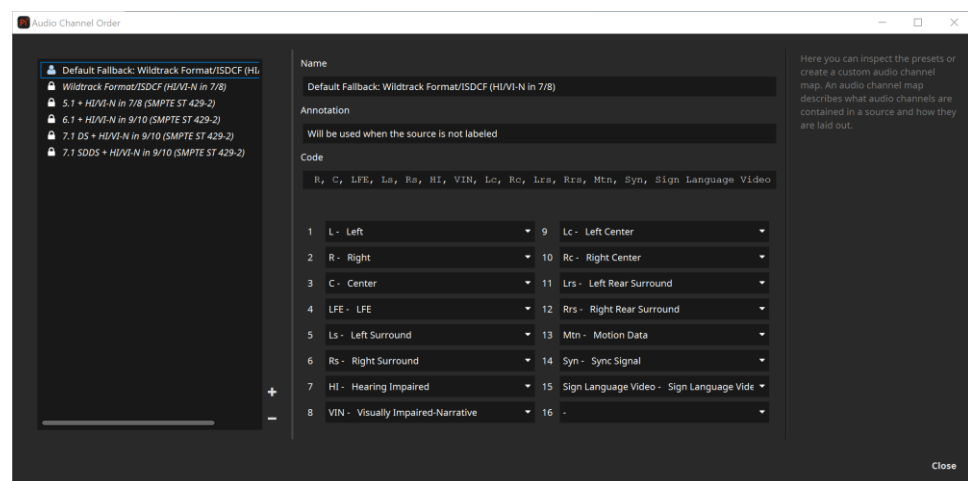 Audio Channel Order
Default Fallback: Wildtrack Format/ISDCF (HI/
Wildtrack Format/ISDCF (HI/VI-N in 7/8)
5.1 + HI/VI-N in 7/8 (SMPTE ST 429-2)
6.1 + HI/VI-N in 9/10 (SMPTE ST 429-2)
7.1 DS + HI/VI-N in 9/10 (SMPTE ST 429-2)
7.1 SDDS + HI/VI-N in 9/10 (SMPTE ST 429-2)
+
−
Name
Default Fallback: Wildtrack Format/ISDCF (HI/VI-N in 7/8)
Annotation
Will be used when the source is not labeled
Code
R, C, LFE, Ls, Rs, HI, VIN, Lc, Rc, Lrs, Rrs, Mtn, Syn, Sign Language Video
1 L - Left
2 R - Right
3 C - Center
4 LFE - LFE
5 Ls - Left Surround
6 Rs - Right Surround
7 HI - Hearing Impaired
8 VIN - Visually Impaired-Narrative
9 Lc - Left Center
10 Rc - Right Center
11 Lrs - Left Rear Surround
12 Rrs - Right Rear Surround
13 Mtn - Motion Data
14 Syn - Sync Signal
15 Sign Language Video - Sign Language Vide
16 -
Here you can inspect the presets or
create a custom audio channel
map. An audio channel map
describes what audio channels are
contained in a source and how they
are laid out.
Close